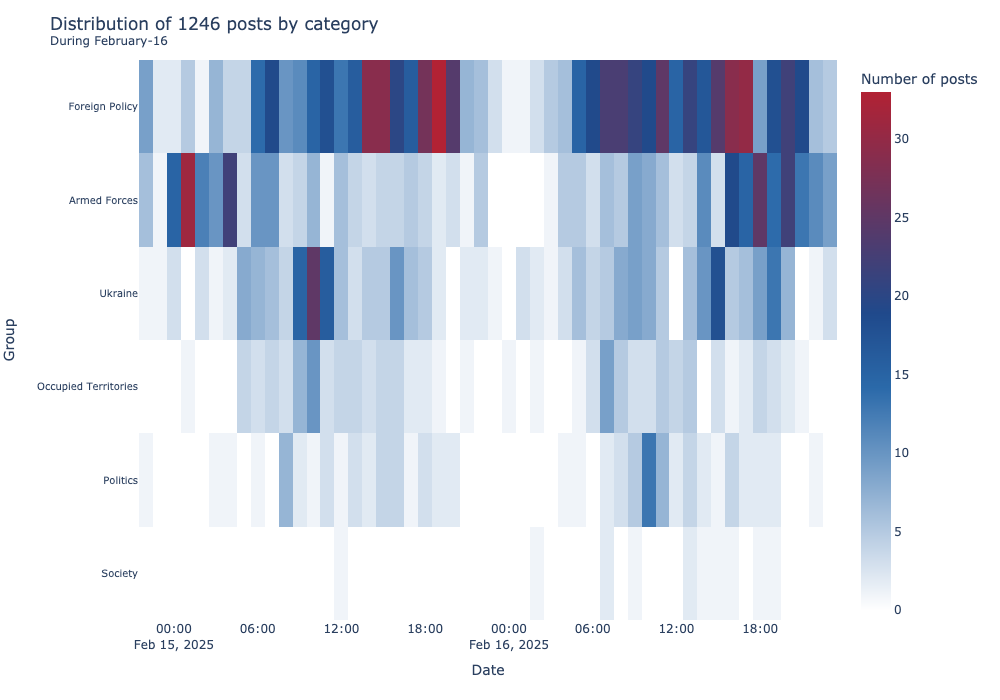 Distribution of 1246 posts by category
During February-16
Number of posts
Group
Foreign Policy
Armed Forces
Ukraine
Occupied Territories
Politics
Society
30
25
20
15
10
5
0
00:00 06:00 12:00 18:00 00:00 06:00 12:00 18:00
Feb 15, 2025 Feb 16, 2025
Date